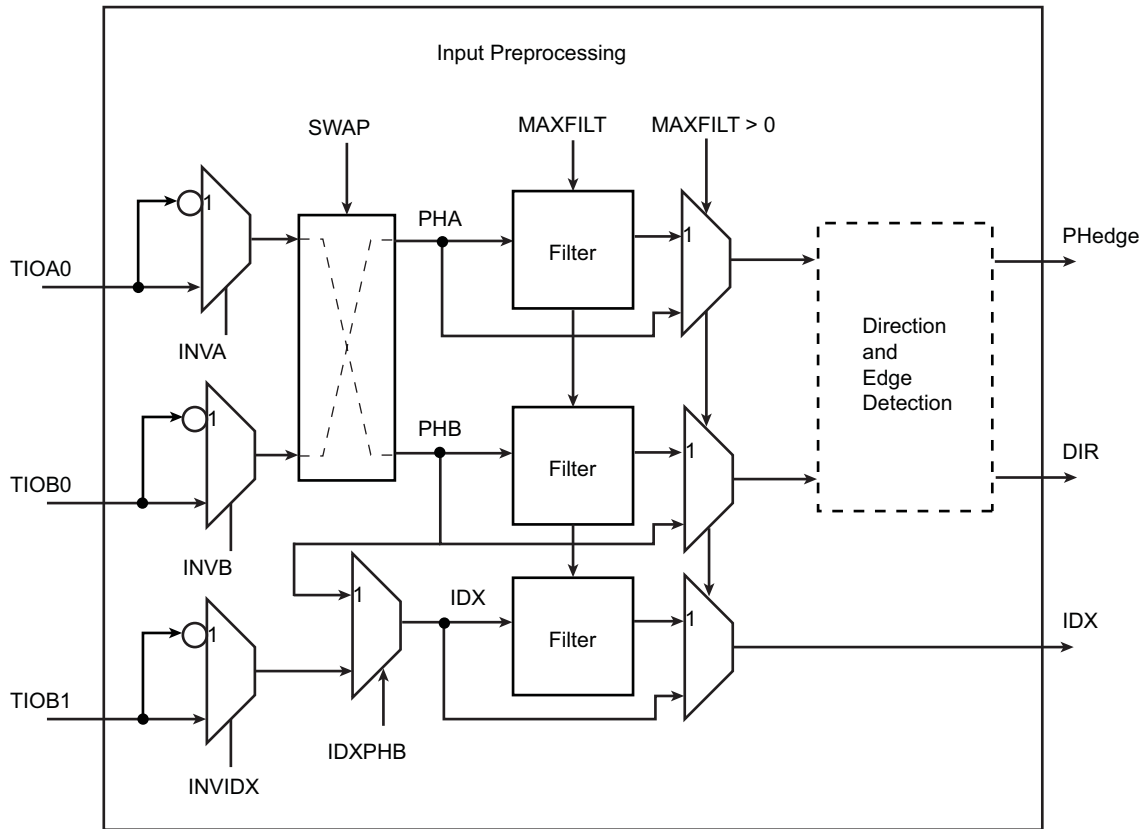 Input Preprocessing
SWAP
MAXFILT
MAXFILT > 0
1
PHA
Filter
1
PHedge
TIOA0
INVA
Direction
and
Edge
Detection
1
PHB
Filter
1
DIR
TIOB0
INVB
1
IDX
Filter
1
IDX
1
TIOB1
IDXPHB
INVIDX